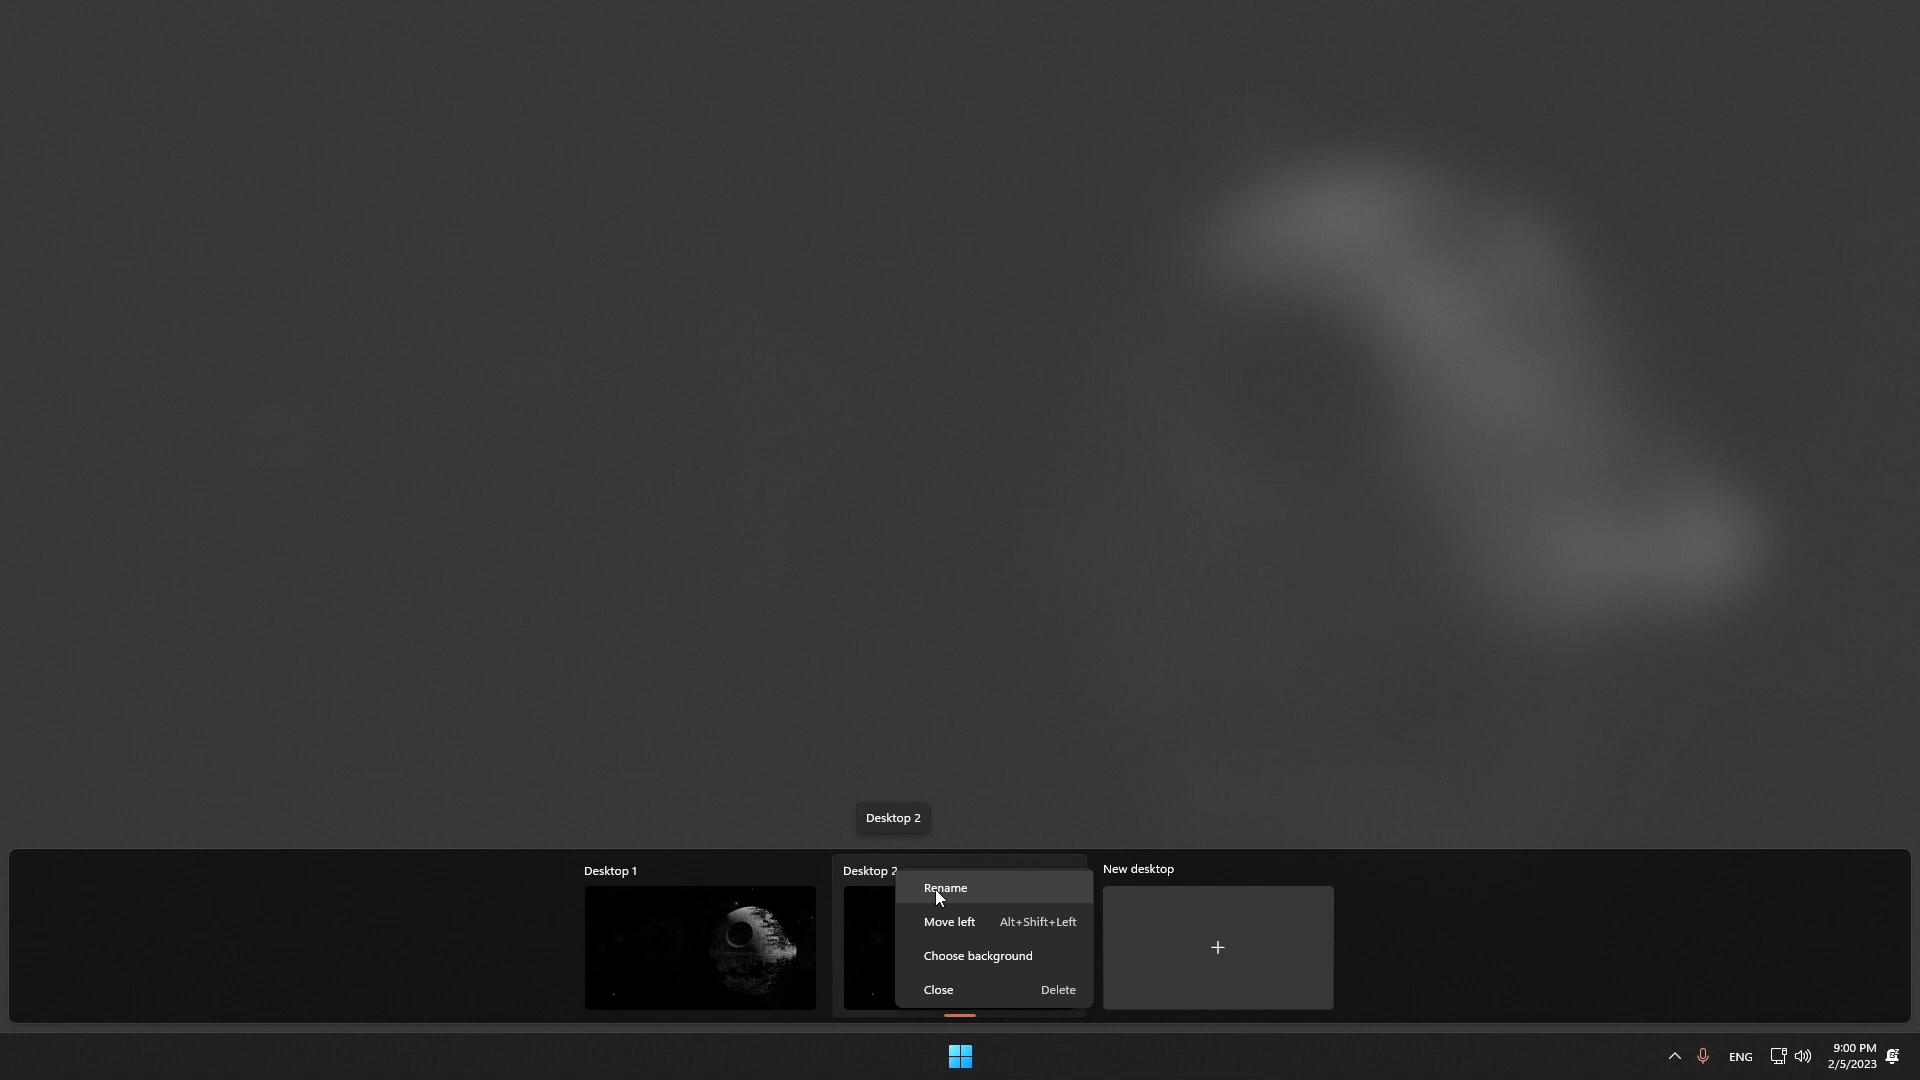 Desktop 2
Desktop 1
Desktop 2
New desktop
Rename
Move left Alt+Shift+Left
Choose background
Close Delete
ENG
9:00 PM
2/5/2023